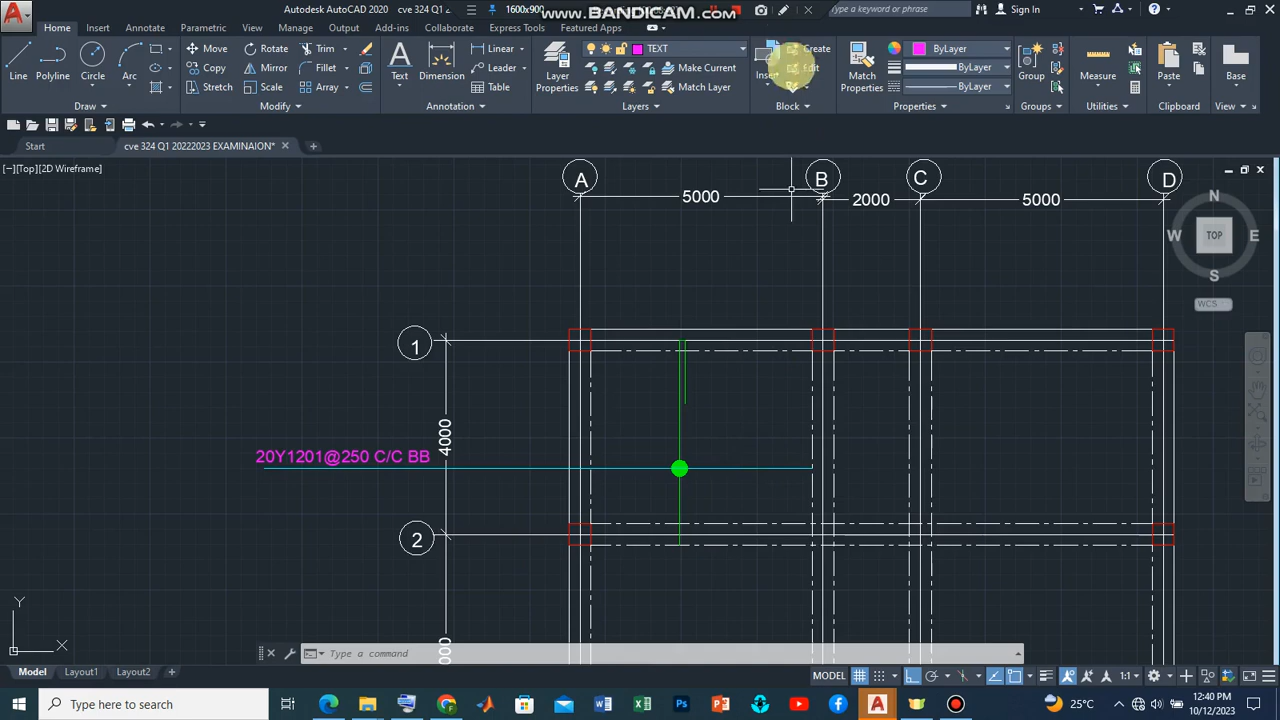 Autodesk AutoCAD 2020
cve 324 Q1 2
1600x900
www.BANDICAM.com
Type a keyword or phrase
Sign In
Home
Insert
Annotate
Parametric
View
Manage
Output
Add-ins
Collaborate
Express Tools
Featured Apps
Line
Polyline
Circle
Arc
Move
Rotate
Trim
Copy
Mirror
Fillet
Stretch
Scale
Array
Text
Dimension
Linear
Leader
Table
Layer
Properties
TEXT
Make Current
Match Layer
Insert
Create
Edit
Match
Properties
ByLayer
ByLayer
ByLayer
Group
Measure
Paste
Base
Draw
Modify
Annotation
Layers
Block
Properties
Groups
Utilities
Clipboard
View
Start
cve 324 Q1 20222023 EXAMINAION*
[−][Top][2D Wireframe]
A
B
C
D
5000
2000
5000
N
W
TOP
E
S
WCS
1
4000
20Y1201@250 C/C BB
2
Y
X
Type a command
Model
Layout1
Layout2
MODEL
1:1
Type here to search
25°C
12:40 PM
10/12/2023